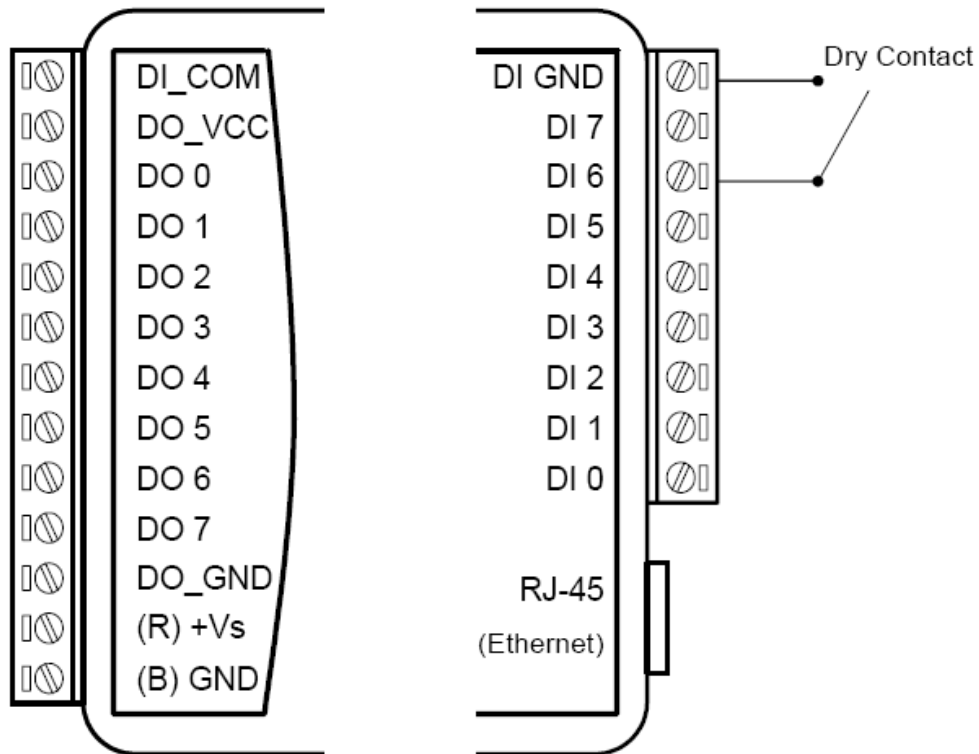 DI_COM
DO_VCC
DO 0
DO 1
DO 2
DO 3
DO 4
DO 5
DO 6
DO 7
DO_GND
(R) +Vs
(B) GND
DI GND
DI 7
DI 6
DI 5
DI 4
DI 3
DI 2
DI 1
DI 0
RJ-45
(Ethernet)
Dry Contact